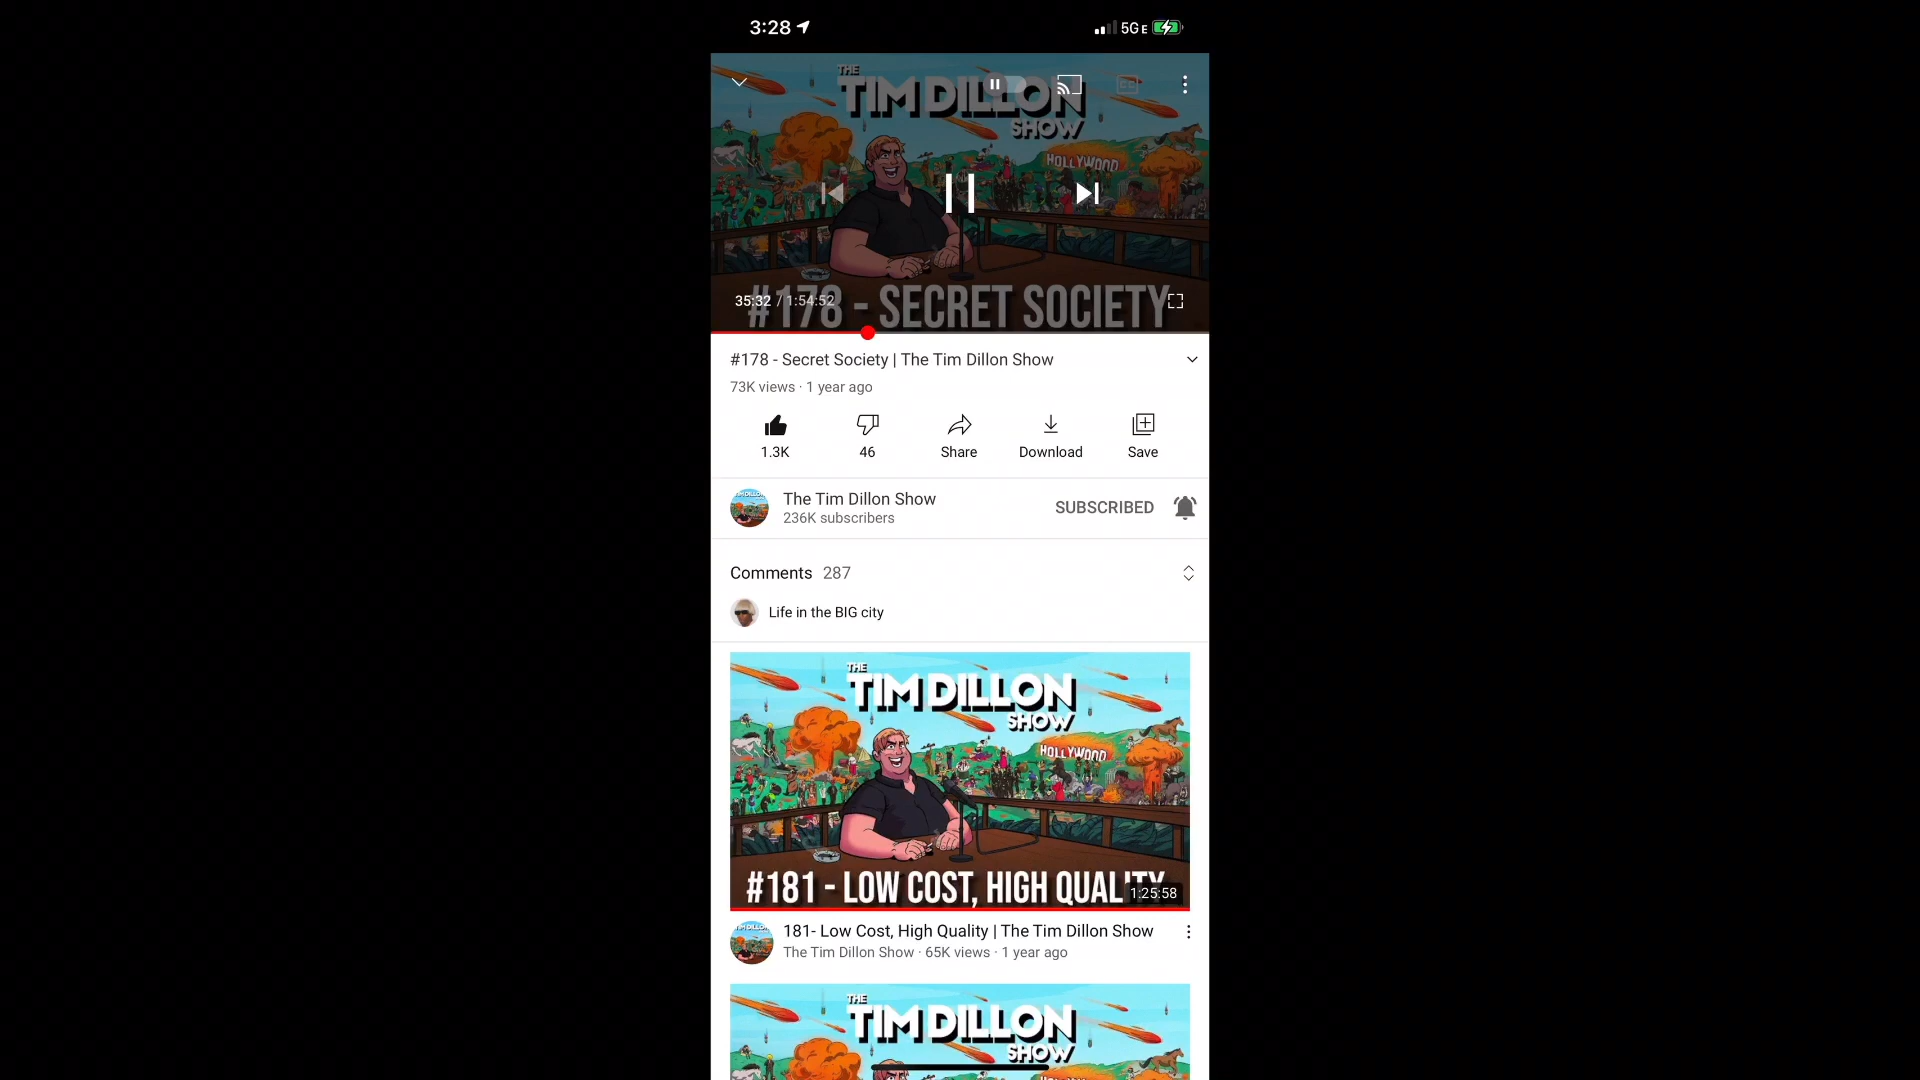 3:28
5GE
THE
TIM DILLON
SHOW
HOLLYWOOD
35:32 / 1:54:52
#178 - SECRET SOCIETY
#178 - Secret Society | The Tim Dillon Show
73K views · 1 year ago
1.3K
46
Share
Download
Save
The Tim Dillon Show
236K subscribers
SUBSCRIBED
Comments 287
Life in the BIG city
THE
TIM DILLON
SHOW
HOLLYWOOD
#181 - LOW COST, HIGH QUALITY
1:25:58
181- Low Cost, High Quality | The Tim Dillon Show
The Tim Dillon Show · 65K views · 1 year ago
THE
TIM DILLON
SHOW